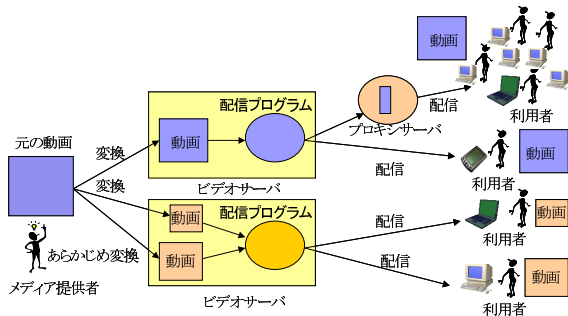 動画
配信
利用者
プロキシサーバ
配信プログラム
動画
ビデオサーバ
元の動画
変換
変換
あらかじめ変換
メディア提供者
配信
動画
利用者
配信プログラム
動画
動画
ビデオサーバ
配信
動画
利用者
配信
動画
利用者